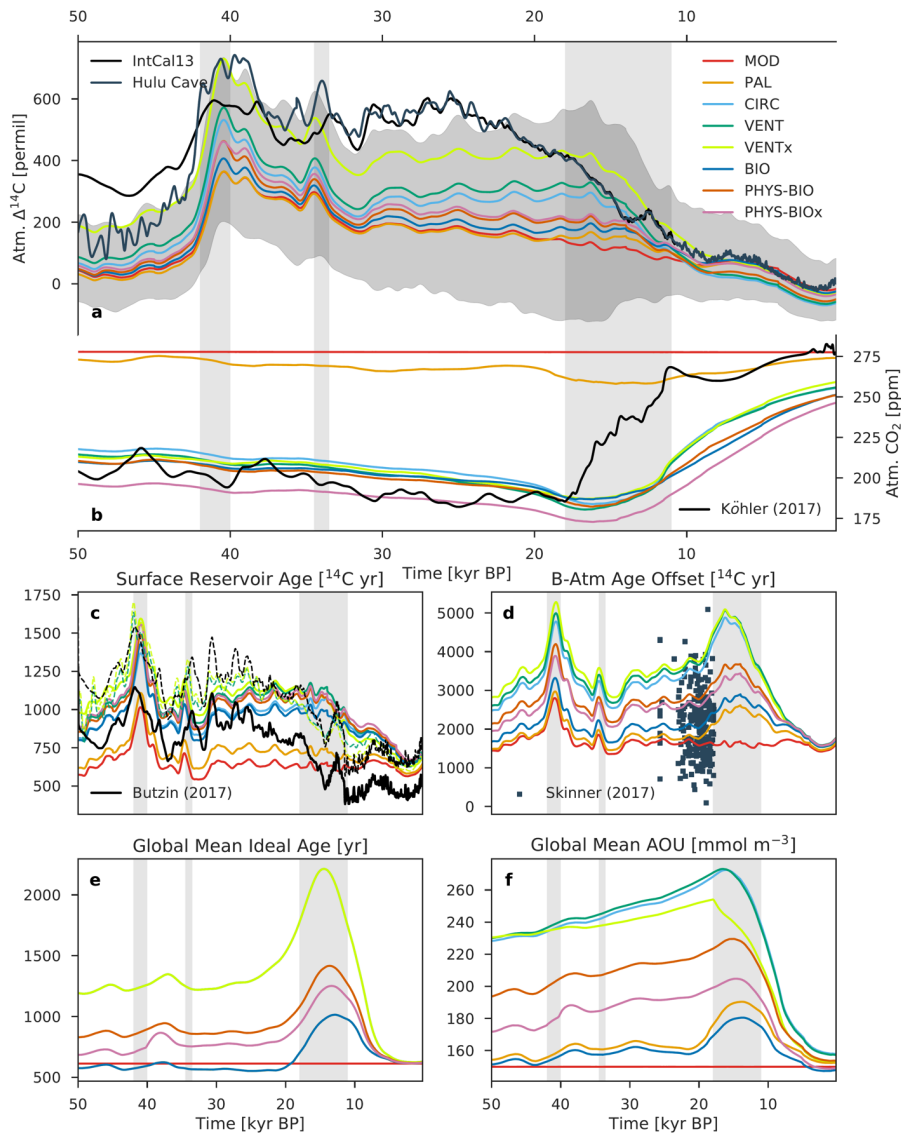 50 40 30 20 10
IntCal13
Hulu Cave
MOD
PAL
CIRC
VENT
VENTx
BIO
PHYS-BIO
PHYS-BIOx
600
400
200
0
Atm. Δ¹⁴C [permil]
a
275
250
225
200
175
Atm. CO₂ [ppm]
b
Köhler (2017)
50 40 30 20 10
Time [kyr BP]
Surface Reservoir Age [¹⁴C yr]
B-Atm Age Offset [¹⁴C yr]
1750
1500
1250
1000
750
500
c
Butzin (2017)
5000
4000
3000
2000
1000
0
d
Skinner (2017)
Global Mean Ideal Age [yr]
Global Mean AOU [mmol m⁻³]
2000
1500
1000
500
e
50 40 30 20 10
Time [kyr BP]
260
240
220
200
180
160
f
50 40 30 20 10
Time [kyr BP]